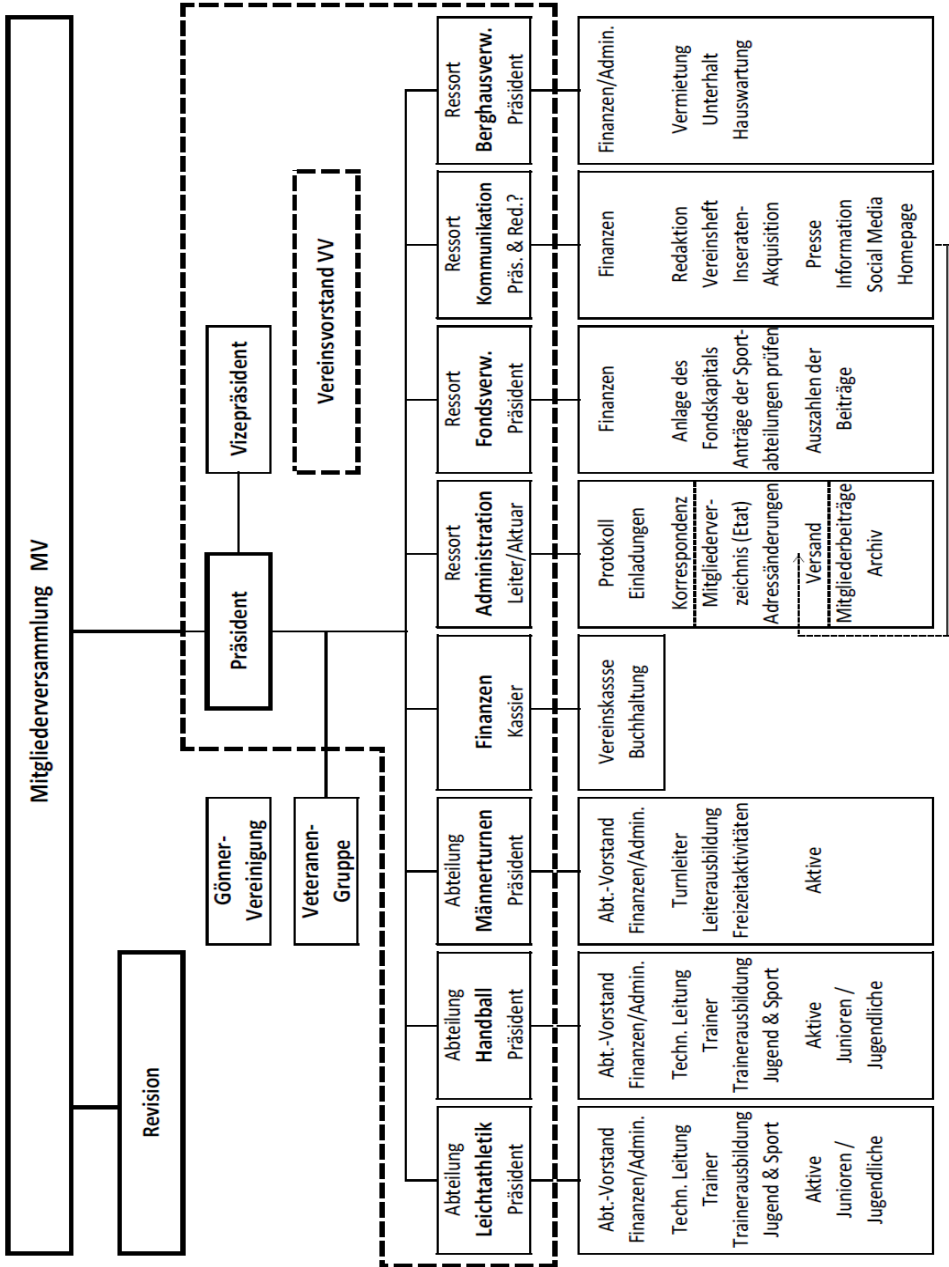 Mitgliederversammlung MV
Revision
Präsident
Vizepräsident
Gönner-
Vereinigung
Veteranen-
Gruppe
Vereinsvorstand VV
Abteilung
Leichtathletik
Präsident
Abteilung
Handball
Präsident
Abteilung
Männerturnen
Präsident
Finanzen
Kassier
Ressort
Administration
Leiter/Aktuar
Ressort
Fondsverw.
Präsident
Ressort
Kommunikation
Präs. & Red.?
Ressort
Berghausverw.
Präsident
Abt.-Vorstand
Finanzen/Admin.
Techn. Leitung
Trainer
Trainerausbildung
Jugend & Sport
Aktive
Junioren /
Jugendliche
Abt.-Vorstand
Finanzen/Admin.
Techn. Leitung
Trainer
Trainerausbildung
Jugend & Sport
Aktive
Junioren /
Jugendliche
Abt.-Vorstand
Finanzen/Admin.
Turnleiter
Leiterausbildung
Freizeitaktivitäten
Aktive
Vereinskassse
Buchhaltung
Protokoll
Einladungen
Korrespondenz
Mitgliederver-
zeichnis (Etat)
Adressänderungen
Versand
Mitgliederbeiträge
Archiv
Finanzen
Anlage des
Fondskapitals
Anträge der Sport-
abteilungen prüfen
Auszahlen der
Beiträge
Finanzen
Redaktion
Vereinsheft
Inseraten-
Akquisition
Presse
Information
Social Media
Homepage
Finanzen/Admin.
Vermietung
Unterhalt
Hauswartung